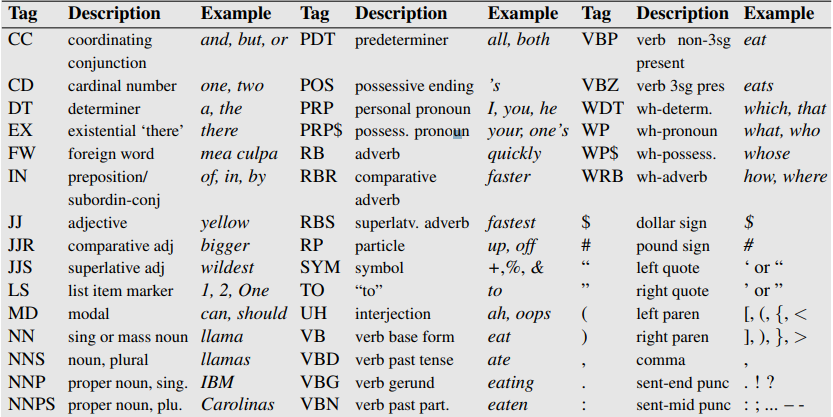 Tag Description Example Tag Description Example Tag Description Example
CC coordinating conjunction and, but, or PDT predeterminer all, both VBP verb non-3sg present eat
CD cardinal number one, two POS possessive ending 's VBZ verb 3sg pres eats
DT determiner a, the PRP personal pronoun I, you, he WDT wh-determ. which, that
EX existential ‘there’ there PRP$ possess. pronoun your, one's WP wh-pronoun what, who
FW foreign word mea culpa RB adverb quickly WP$ wh-possess. whose
IN preposition/ subordin-conj of, in, by RBR comparative adverb faster WRB wh-adverb how, where
JJ adjective yellow RBS superlatv. adverb fastest $ dollar sign $
JJR comparative adj bigger RP particle up, off # pound sign #
JJS superlative adj wildest SYM symbol +,%, & “ left quote ‘ or “
LS list item marker 1, 2, One TO “to” to ” right quote ’ or ”
MD modal can, should UH interjection ah, oops ( left paren [, (, {, <
NN sing or mass noun llama VB verb base form eat ) right paren ], ), }, >
NNS noun, plural llamas VBD verb past tense ate , comma ,
NNP proper noun, sing. IBM VBG verb gerund eating . sent-end punc . ! ?
NNPS proper noun, plu. Carolinas VBN verb past part. eaten : sent-mid punc : ; ... – -